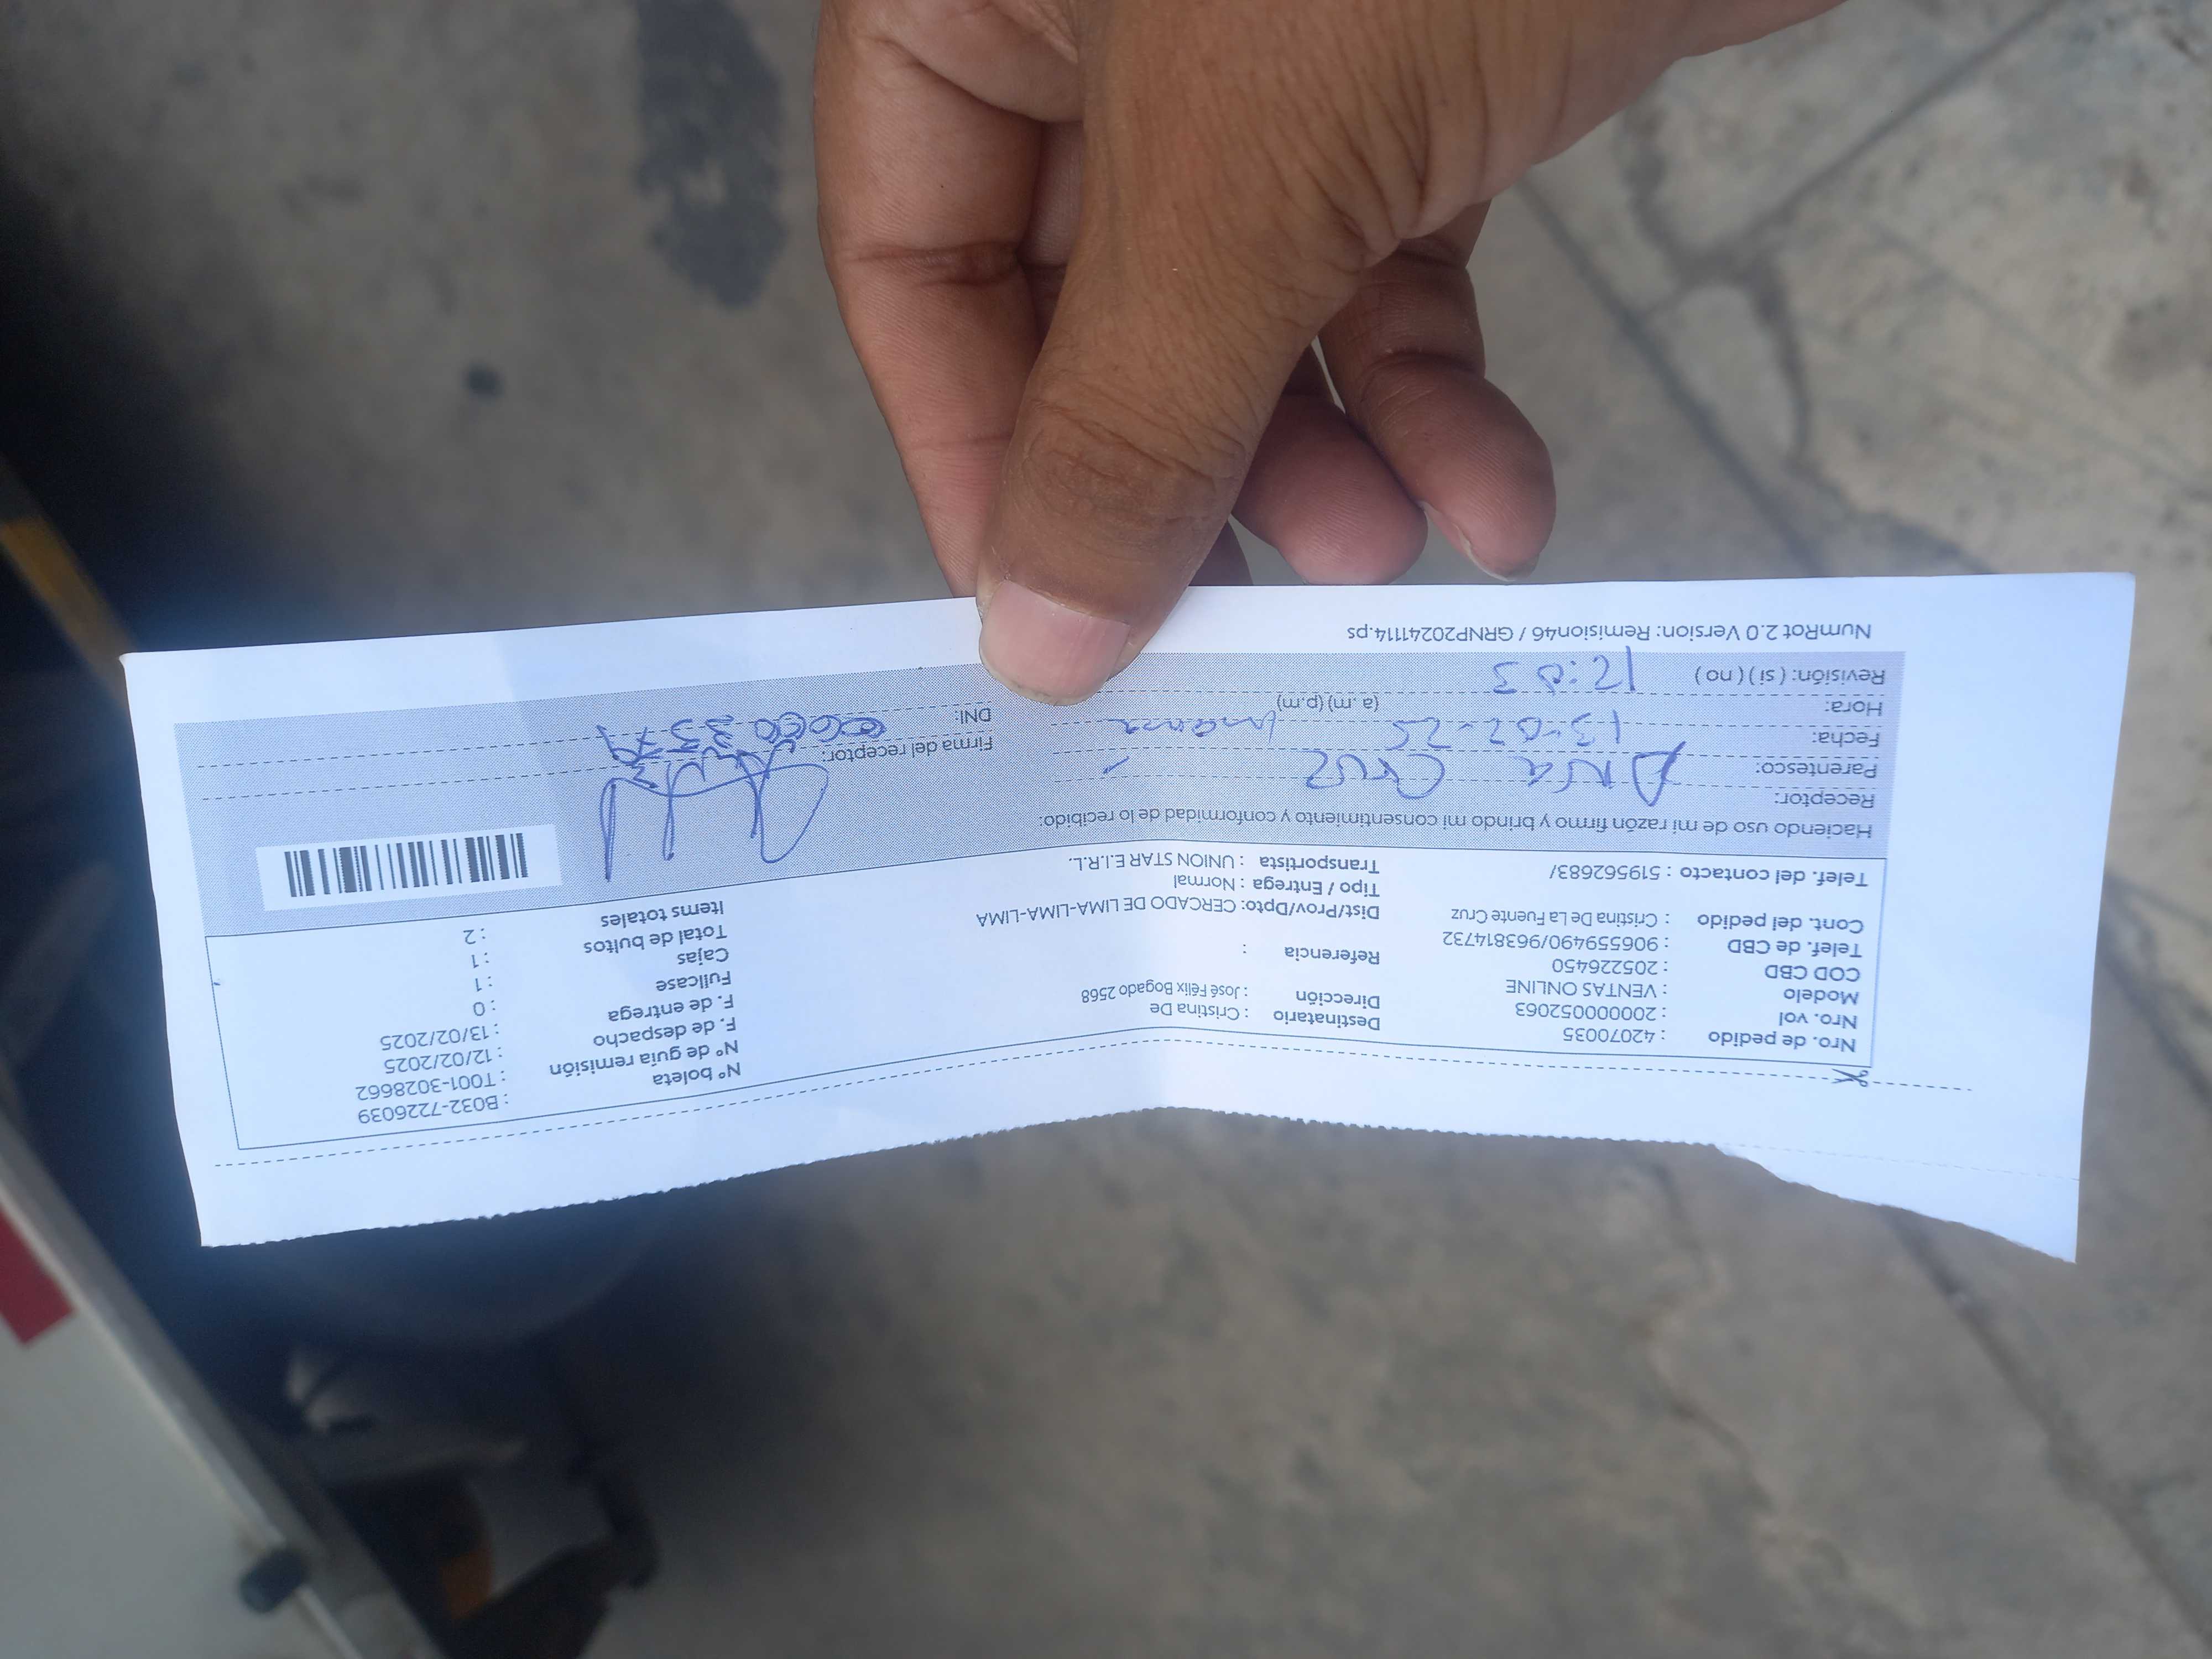 Nro. de pedido : 42070035
Nro. vol : 2000000052063
Modelo : VENTAS ONLINE
COD CBD : 205226450
Telef. de CBD : 906559490/963814732
Cont. del pedido : Cristina De La Fuente Cruz
Telef. del contacto : 519562683/
Destinatario : Cristina De
Dirección : José Félix Bogado 2568
Referencia :
Dist/Prov/Dpto: CERCADO DE LIMA-LIMA-LIMA
Tipo / Entrega : Normal
Transportista : UNION STAR E.I.R.L.
N° boleta : B032-7226039
N° de guía remisión : T001-3028662
F. de despacho : 12/02/2025
F. de entrega : 13/02/2025
Fullcase : 0
Cajas : 1
Total de bultos : 1
Items totales : 2
Haciendo uso de mi razón firmo y brindo mi consentimiento y conformidad de lo recibido:
Receptor:
Parentesco: Ana Cruz
Fecha: 13-02-25
Hora: (a. m) (p.m)
Revisión: ( si ) ( no ) 12:03
Firma del receptor:
DNI:
NumRot 2.0 Version: Remision46 / GRNP20241114.ps